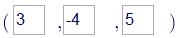 ( 3 , -4 , 5 )